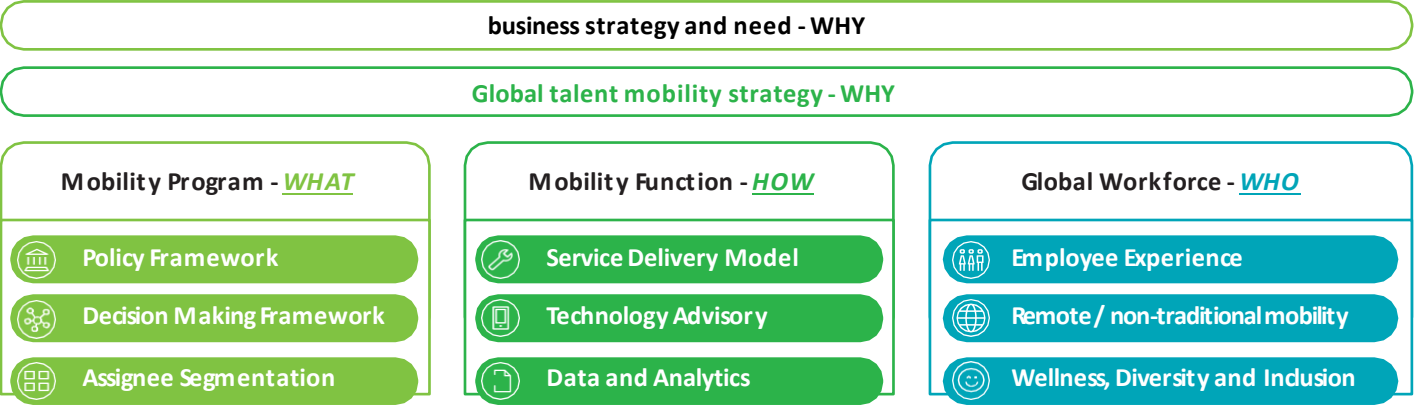 business strategy and need - WHY
Global talent mobility strategy - WHY
Mobility Program - WHAT
Policy Framework
Decision Making Framework
Assignee Segmentation
Mobility Function - HOW
Service Delivery Model
Technology Advisory
Data and Analytics
Global Workforce - WHO
Employee Experience
Remote / non-traditional mobility
Wellness, Diversity and Inclusion